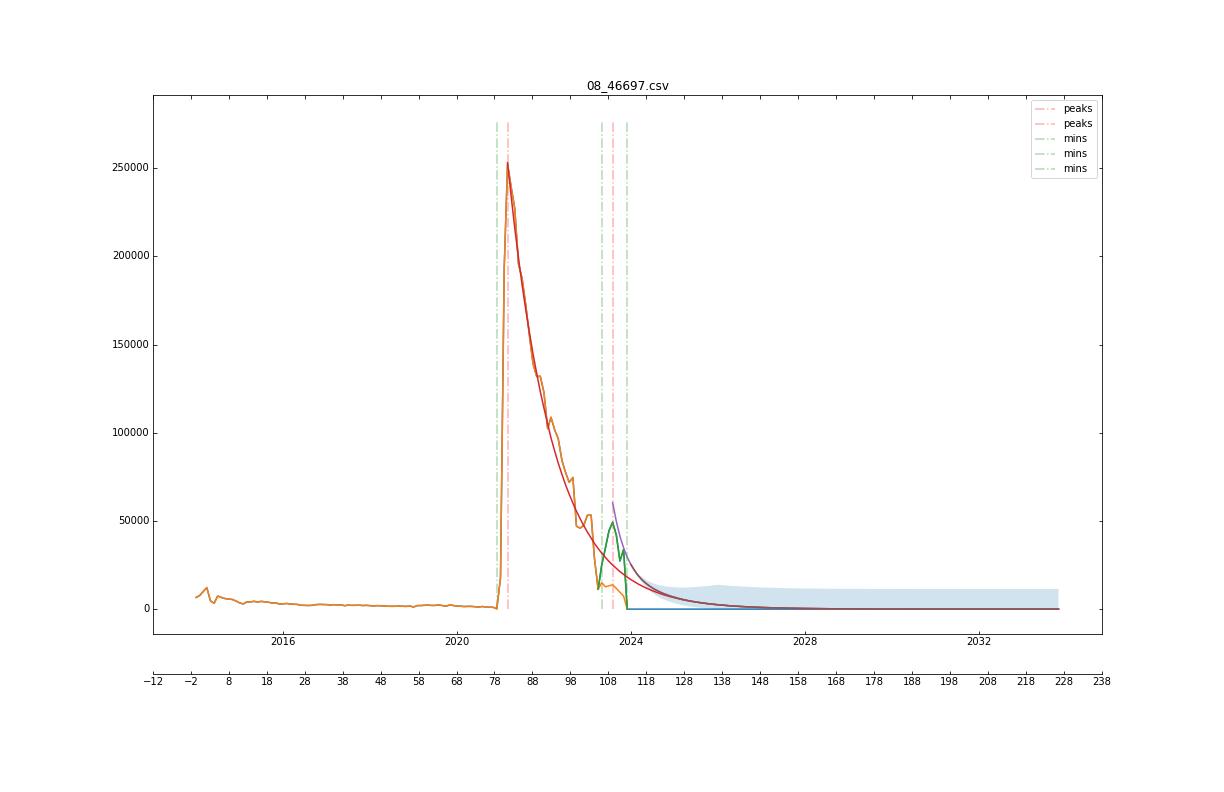 08_46697.csv
peaks
peaks
mins
mins
mins
250000
200000
150000
100000
50000
0
2016 2020 2024 2028 2032
−12 −2 8 18 28 38 48 58 68 78 88 98 108 118 128 138 148 158 168 178 188 198 208 218 228 238